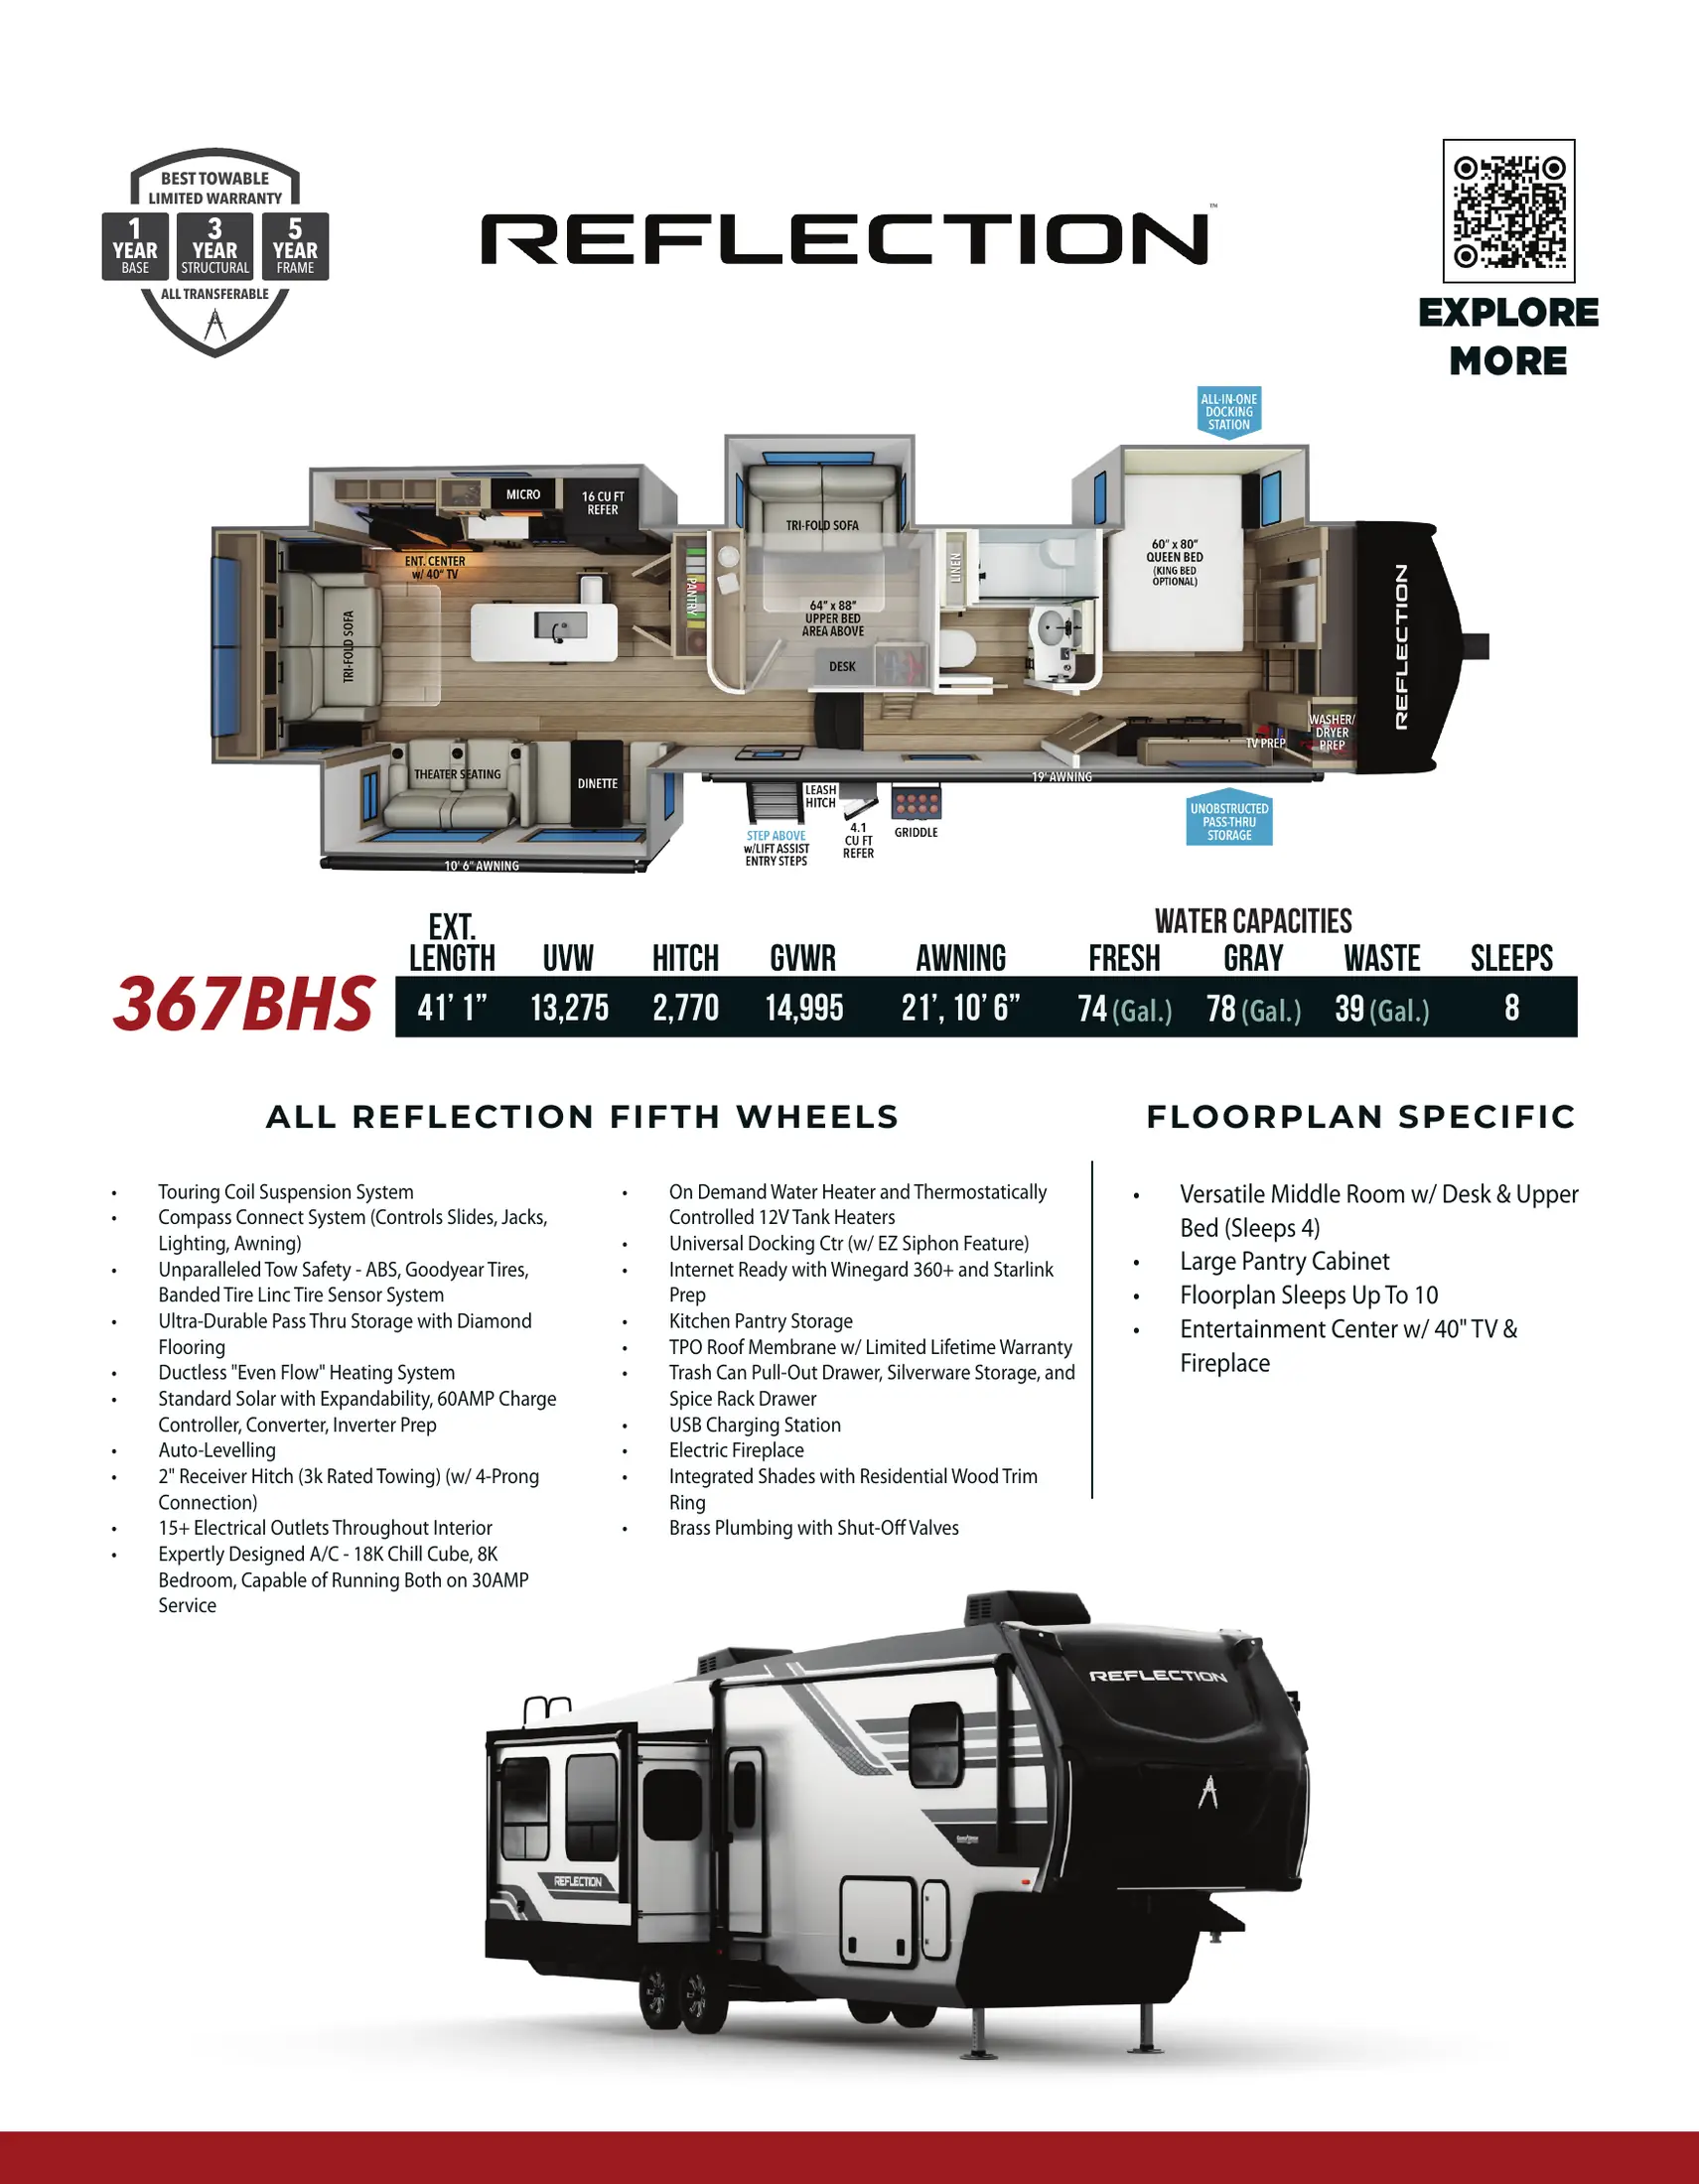 BEST TOWABLE
LIMITED WARRANTY
1 YEAR BASE
3 YEAR STRUCTURAL
5 YEAR FRAME
ALL TRANSFERABLE
REFLECTION™
EXPLORE
MORE
ALL-IN-ONE
DOCKING
STATION
MICRO
16 CU FT
REFER
ENT. CENTER
w/ 40" TV
TRI-FOLD SOFA
PANTRY
TRI-FOLD SOFA
64" x 88"
UPPER BED
AREA ABOVE
DESK
LINEN
60" x 80"
QUEEN BED
(KING BED
OPTIONAL)
REFLECTION
WASHER/
DRYER
PREP
TV PREP
THEATER SEATING
DINETTE
10' 6" AWNING
19' AWNING
STEP ABOVE
w/LIFT ASSIST
ENTRY STEPS
LEASH
HITCH
4.1
CU FT
REFER
GRIDDLE
UNOBSTRUCTED
PASS-THRU
STORAGE
WATER CAPACITIES
EXT.
LENGTH UVW HITCH GVWR AWNING FRESH GRAY WASTE SLEEPS
367BHS 41’ 1” 13,275 2,770 14,995 21’, 10’ 6” 74 (Gal.) 78 (Gal.) 39 (Gal.) 8
ALL REFLECTION FIFTH WHEELS
• Touring Coil Suspension System
• Compass Connect System (Controls Slides, Jacks,
Lighting, Awning)
• Unparalleled Tow Safety - ABS, Goodyear Tires,
Banded Tire Linc Tire Sensor System
• Ultra-Durable Pass Thru Storage with Diamond
Flooring
• Ductless "Even Flow" Heating System
• Standard Solar with Expandability, 60AMP Charge
Controller, Converter, Inverter Prep
• Auto-Levelling
• 2" Receiver Hitch (3k Rated Towing) (w/ 4-Prong
Connection)
• 15+ Electrical Outlets Throughout Interior
• Expertly Designed A/C - 18K Chill Cube, 8K
Bedroom, Capable of Running Both on 30AMP
Service
• On Demand Water Heater and Thermostatically
Controlled 12V Tank Heaters
• Universal Docking Ctr (w/ EZ Siphon Feature)
• Internet Ready with Winegard 360+ and Starlink
Prep
• Kitchen Pantry Storage
• TPO Roof Membrane w/ Limited Lifetime Warranty
• Trash Can Pull-Out Drawer, Silverware Storage, and
Spice Rack Drawer
• USB Charging Station
• Electric Fireplace
• Integrated Shades with Residential Wood Trim
Ring
• Brass Plumbing with Shut-Off Valves
FLOORPLAN SPECIFIC
• Versatile Middle Room w/ Desk & Upper
Bed (Sleeps 4)
• Large Pantry Cabinet
• Floorplan Sleeps Up To 10
• Entertainment Center w/ 40" TV &
Fireplace
REFLECTION
REFLECTION